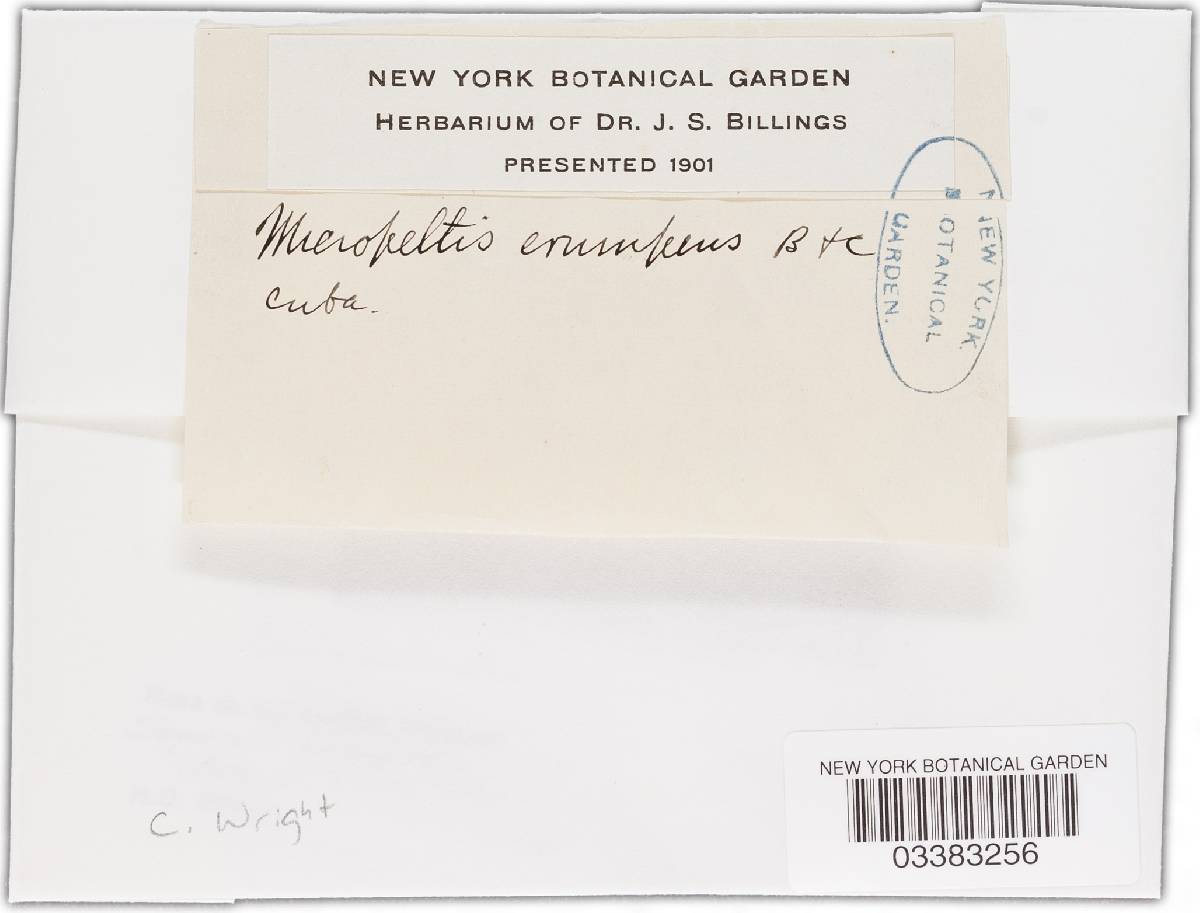 NEW YORK BOTANICAL GARDEN
HERBARIUM OF DR. J. S. BILLINGS
PRESENTED 1901
Micropeltis erumpens B & C
Cuba.
NEW YORK
BOTANICAL
GARDEN.
C. Wright
NEW YORK BOTANICAL GARDEN
03383256